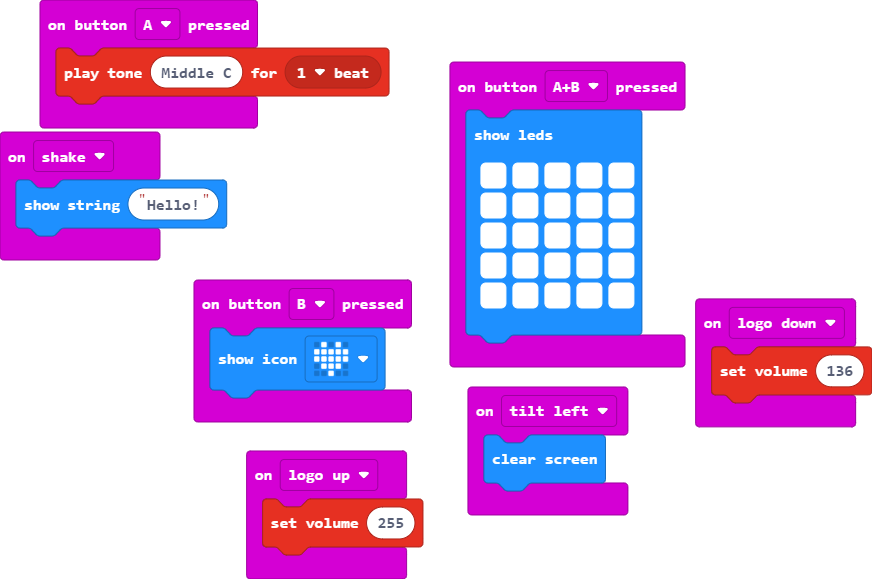 on button A pressed
play tone Middle C for 1 beat
on shake
show string "Hello!"
on button A+B pressed
show leds
on button B pressed
show icon
on logo down
set volume 136
on tilt left
clear screen
on logo up
set volume 255